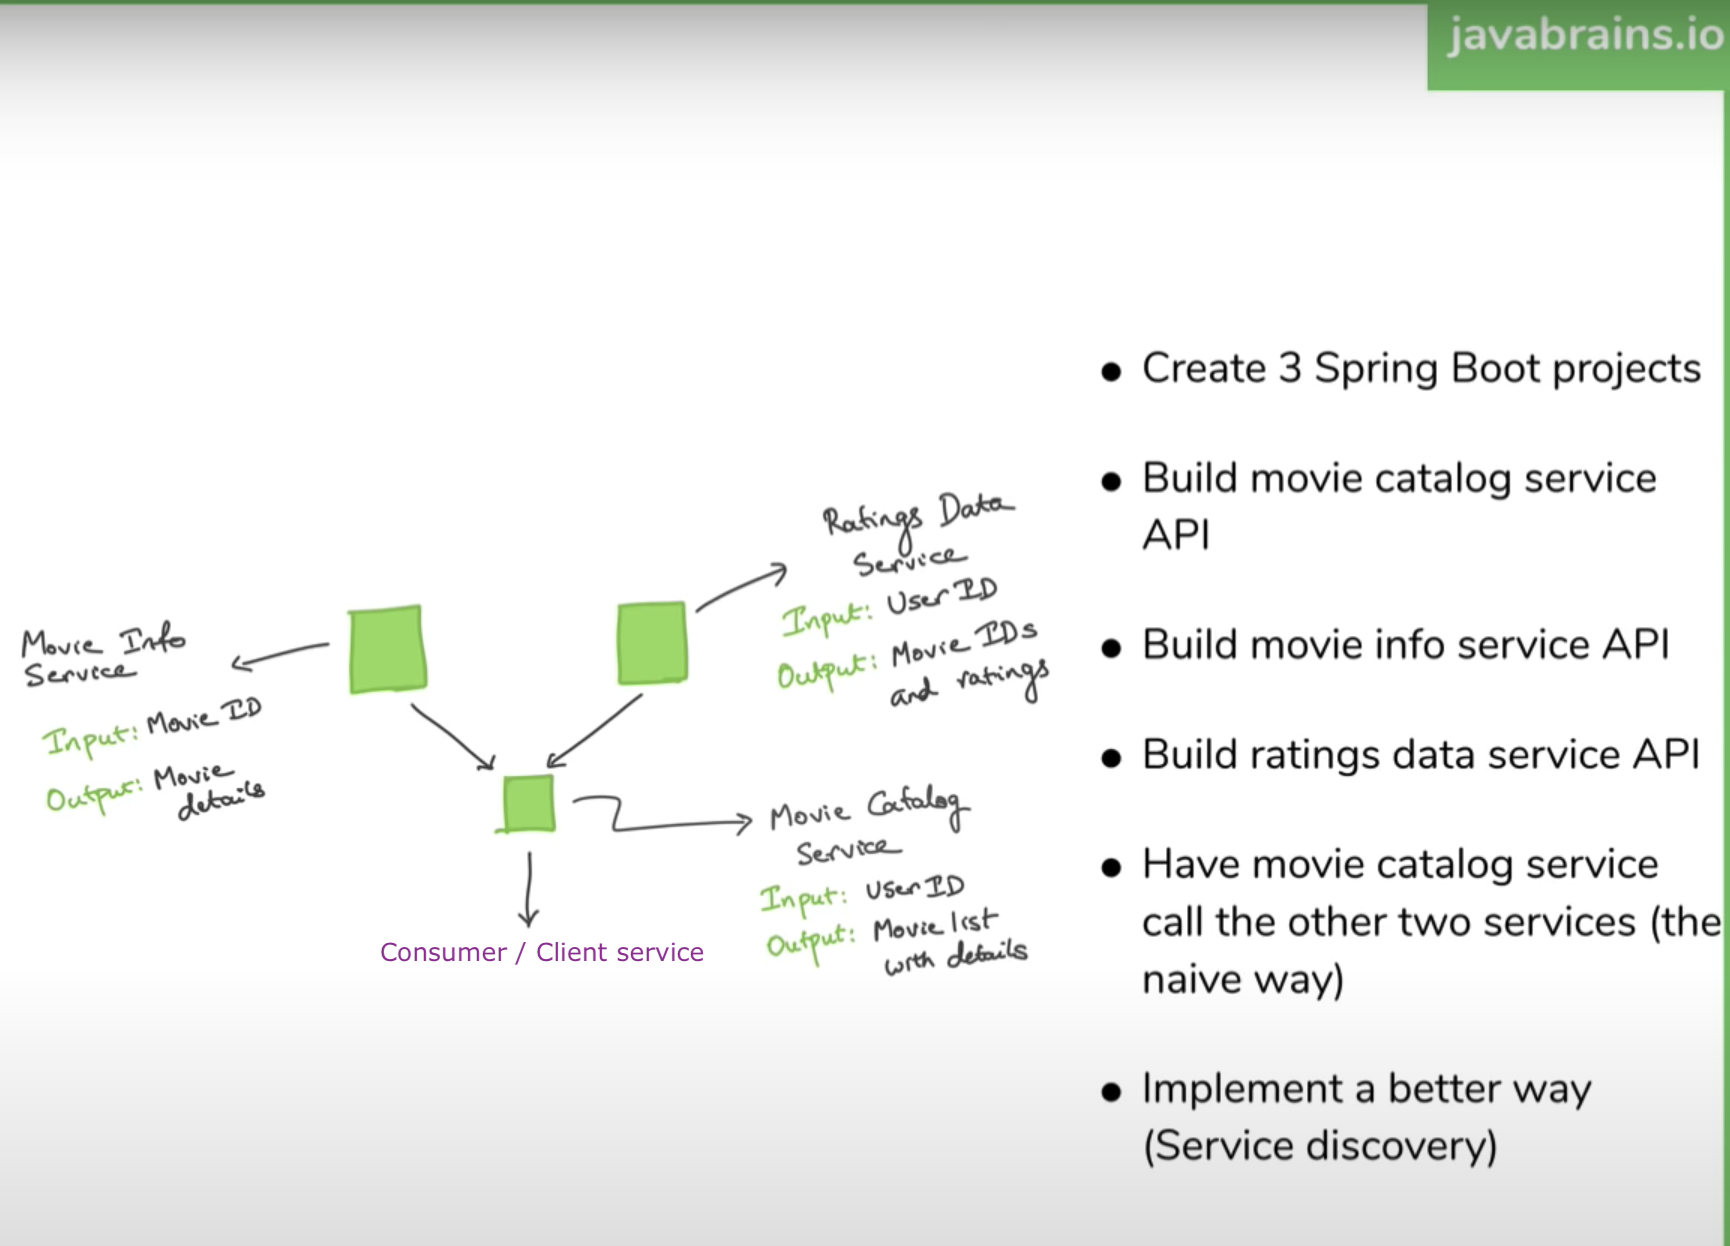 javabrains.io
Movie Info
Service
Input: Movie ID
Output: Movie
details
Ratings Data
Service
Input: User ID
Output: Movie IDs
and ratings
Movie Catalog
Service
Input: User ID
Output: Movie list
with details
Consumer / Client service
• Create 3 Spring Boot projects
• Build movie catalog service
API
• Build movie info service API
• Build ratings data service API
• Have movie catalog service
call the other two services (the
naive way)
• Implement a better way
(Service discovery)